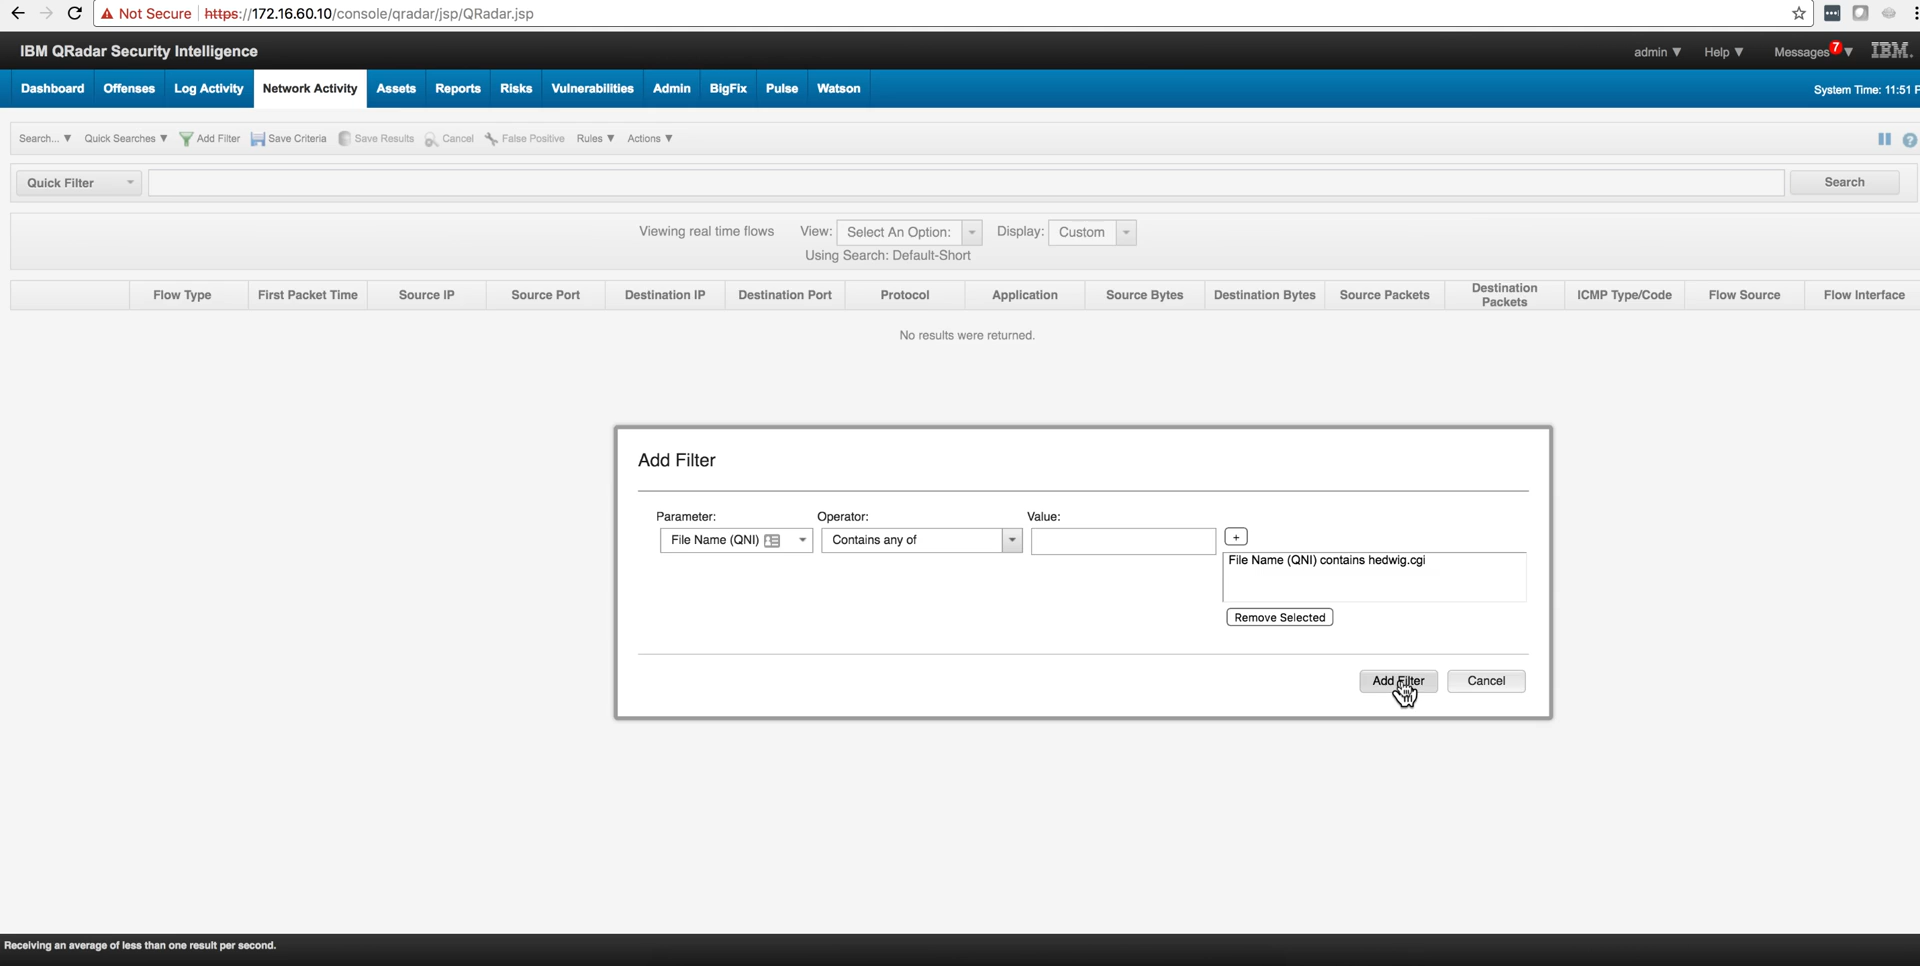 Not Secure https://172.16.60.10/console/qradar/jsp/QRadar.jsp
IBM QRadar Security Intelligence
admin Help Messages 7 IBM
Dashboard Offenses Log Activity Network Activity Assets Reports Risks Vulnerabilities Admin BigFix Pulse Watson System Time: 11:51 P
Search... Quick Searches Add Filter Save Criteria Save Results Cancel False Positive Rules Actions ?
Quick Filter Search
Viewing real time flows View: Select An Option: Display: Custom
Using Search: Default-Short
Flow Type First Packet Time Source IP Source Port Destination IP Destination Port Protocol Application Source Bytes Destination Bytes Source Packets Destination Packets ICMP Type/Code Flow Source Flow Interface
No results were returned.
Add Filter
Parameter: Operator: Value:
File Name (QNI) Contains any of +
File Name (QNI) contains hedwig.cgi
Remove Selected
Add Filter Cancel
Receiving an average of less than one result per second.